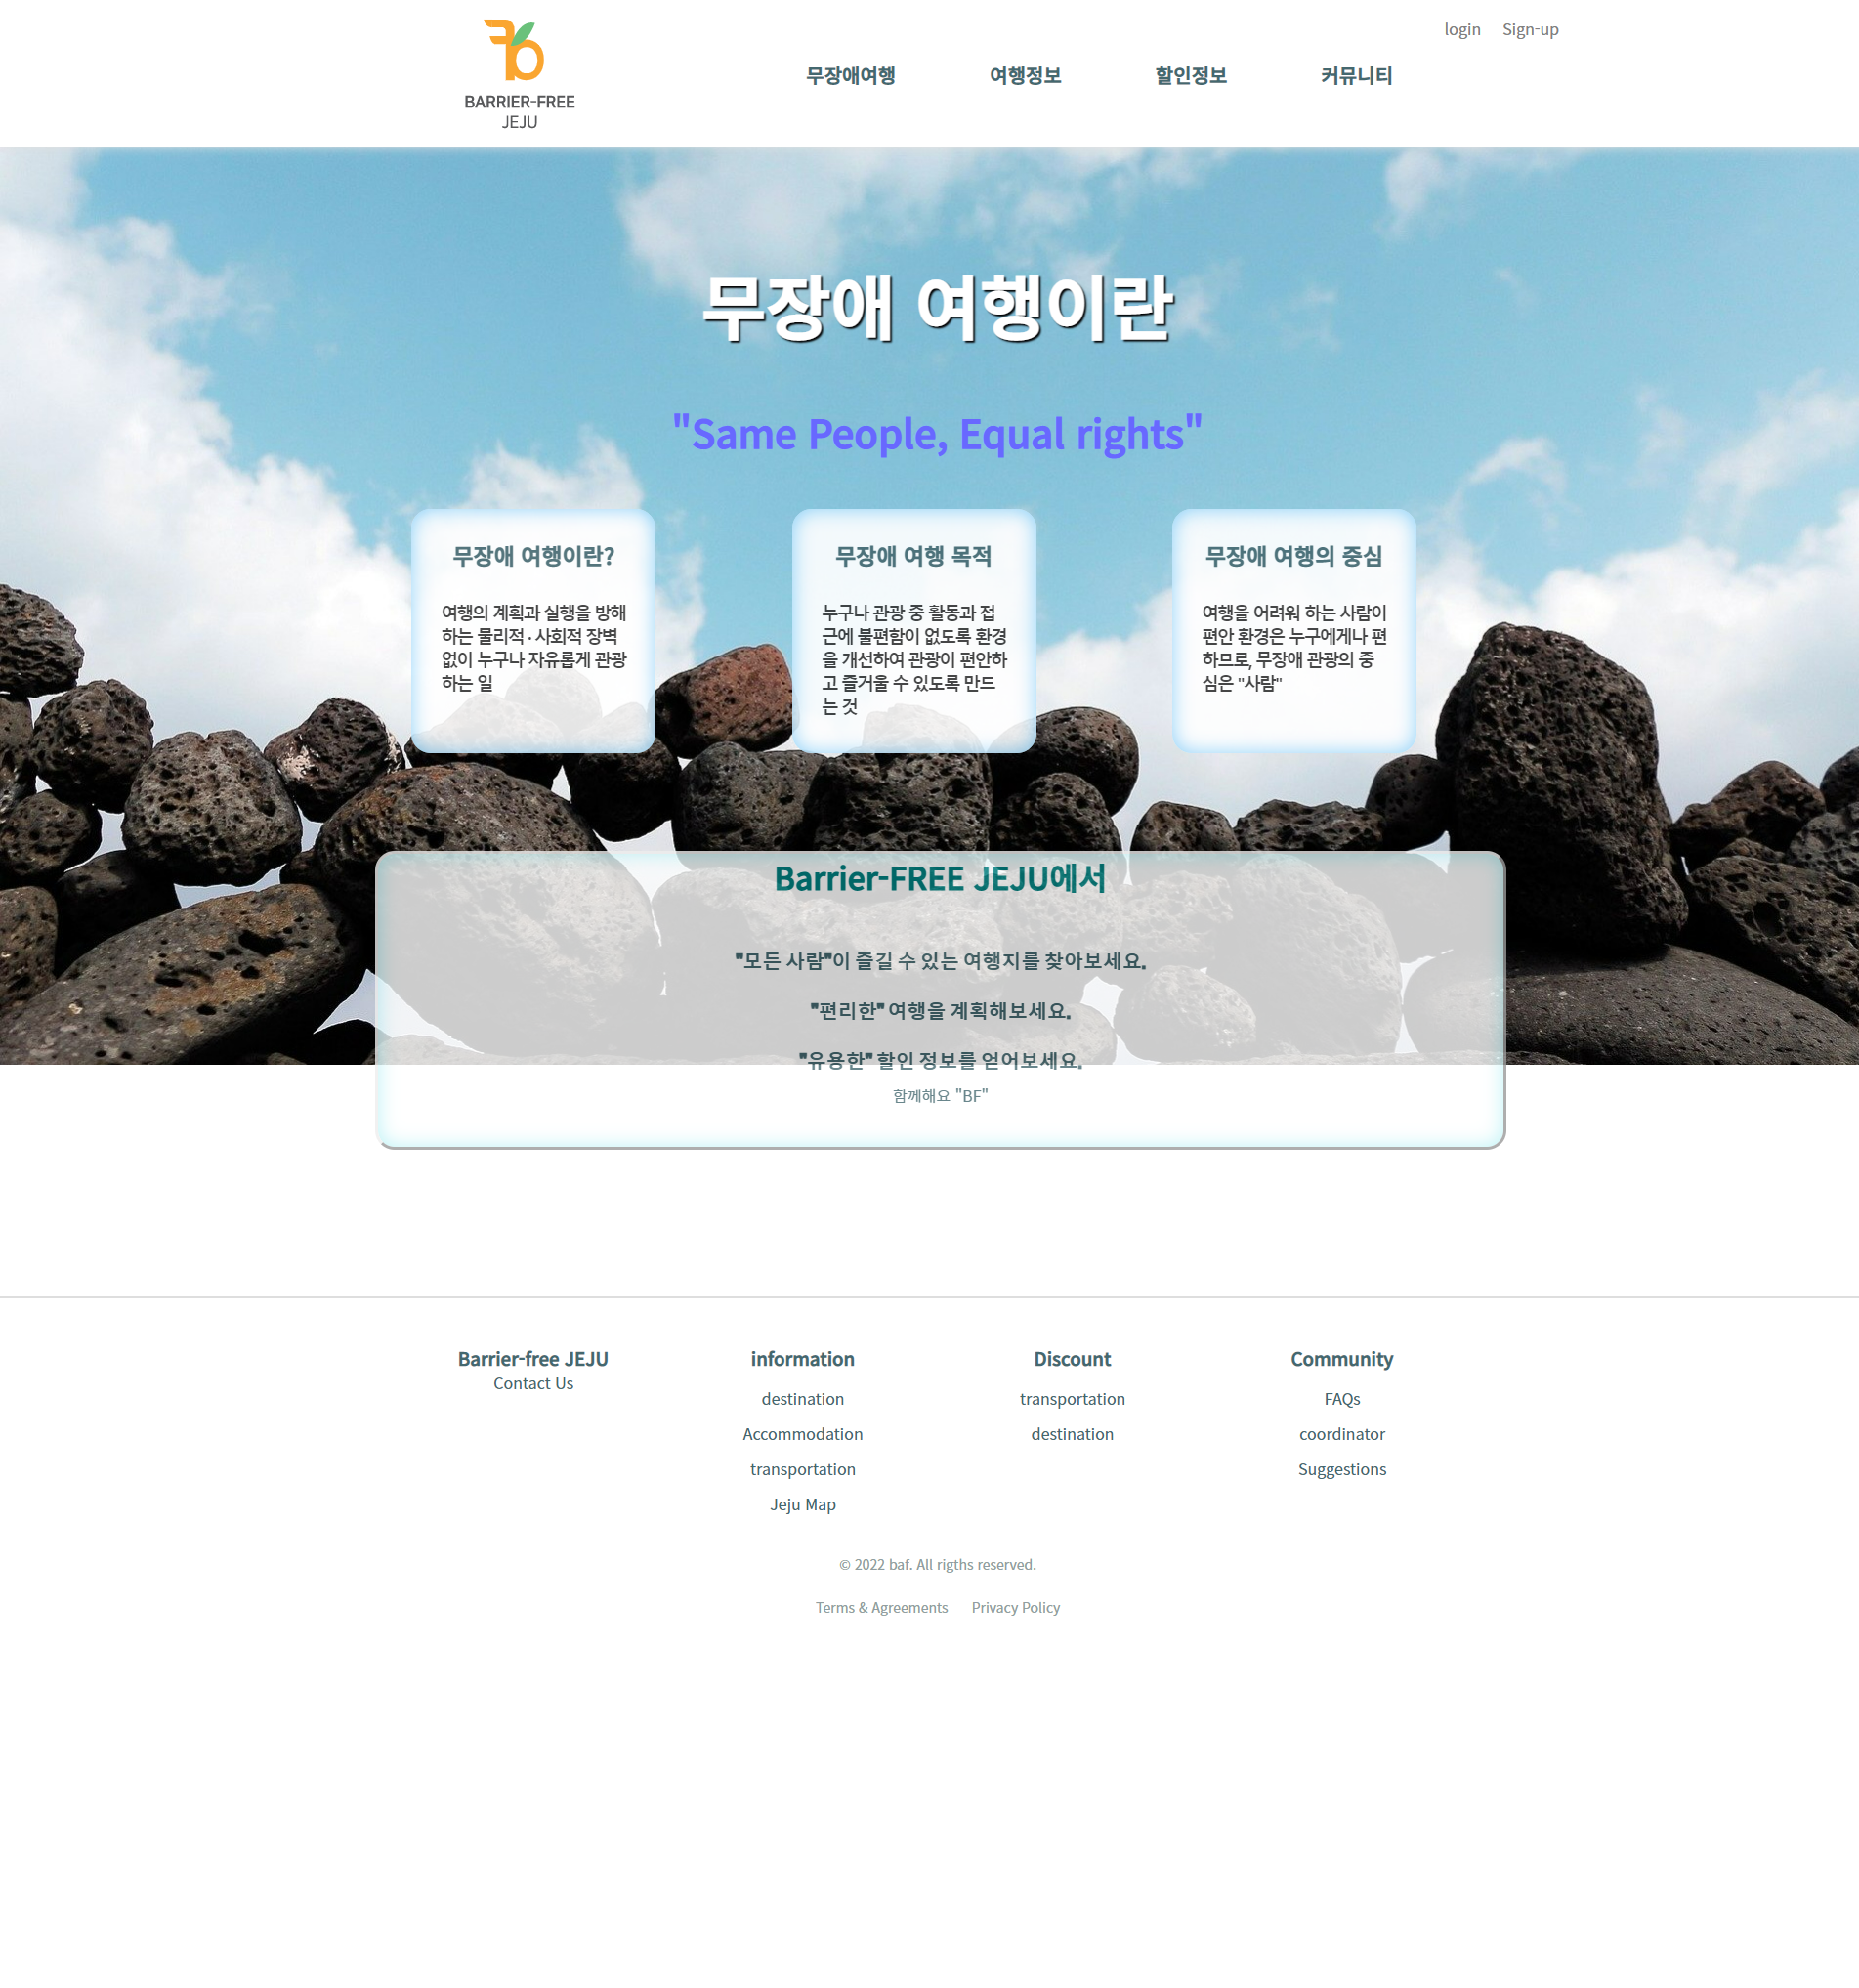 login Sign-up
BARRIER-FREE
JEJU
무장애여행 여행정보 할인정보 커뮤니티
무장애 여행이란
"Same People, Equal rights"
무장애 여행이란?
여행의 계획과 실행을 방해
하는 물리적·사회적 장벽
없이 누구나 자유롭게 관광
하는 일
무장애 여행 목적
누구나 관광 중 활동과 접
근에 불편함이 없도록 환경
을 개선하여 관광이 편안하
고 즐거울 수 있도록 만드
는 것
무장애 여행의 중심
여행을 어려워 하는 사람이
편안 환경은 누구에게나 편
하므로, 무장애 관광의 중
심은 "사람"
Barrier-FREE JEJU에서
"모든 사람"이 즐길 수 있는 여행지를 찾아보세요.
"편리한" 여행을 계획해보세요.
"유용한" 할인 정보를 얻어보세요.
함께해요 "BF"
Barrier-free JEJU
Contact Us
information
destination
Accommodation
transportation
Jeju Map
Discount
transportation
destination
Community
FAQs
coordinator
Suggestions
© 2022 baf. All rigths reserved.
Terms & Agreements Privacy Policy